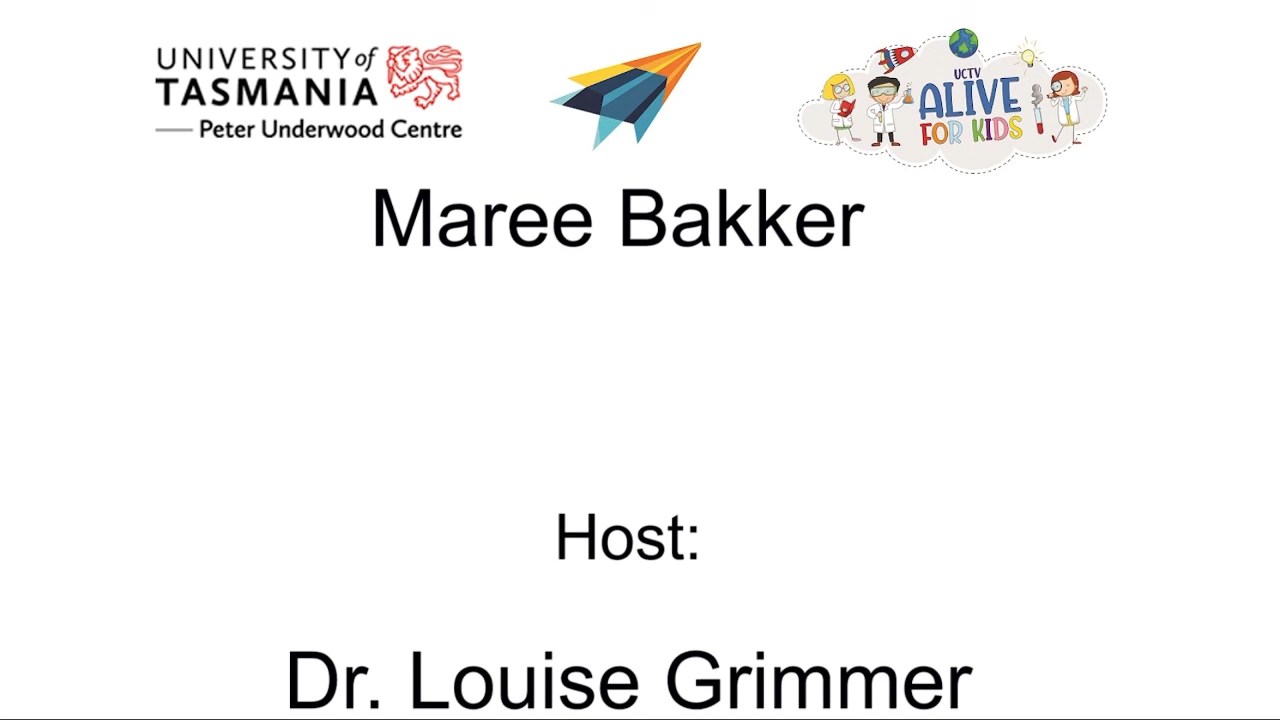 UNIVERSITY of
TASMANIA
Peter Underwood Centre
UCTV
ALIVE
FOR KIDS
Maree Bakker
Host:
Dr. Louise Grimmer